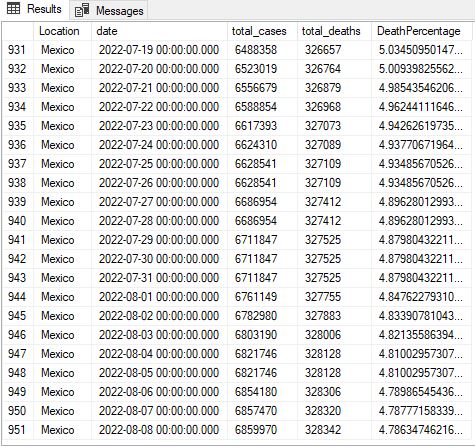 Results Messages
Location date total_cases total_deaths DeathPercentage
931 Mexico 2022-07-19 00:00:00.000 6488358 326657 5.03450950147...
932 Mexico 2022-07-20 00:00:00.000 6523019 326764 5.00939825562...
933 Mexico 2022-07-21 00:00:00.000 6556679 326879 4.98543546206...
934 Mexico 2022-07-22 00:00:00.000 6588854 326968 4.96244111646...
935 Mexico 2022-07-23 00:00:00.000 6617393 327073 4.94262619735...
936 Mexico 2022-07-24 00:00:00.000 6624310 327089 4.93770671964...
937 Mexico 2022-07-25 00:00:00.000 6628541 327109 4.93485670526...
938 Mexico 2022-07-26 00:00:00.000 6628541 327109 4.93485670526...
939 Mexico 2022-07-27 00:00:00.000 6686954 327412 4.89628012993...
940 Mexico 2022-07-28 00:00:00.000 6686954 327412 4.89628012993...
941 Mexico 2022-07-29 00:00:00.000 6711847 327525 4.87980432211...
942 Mexico 2022-07-30 00:00:00.000 6711847 327525 4.87980432211...
943 Mexico 2022-07-31 00:00:00.000 6711847 327525 4.87980432211...
944 Mexico 2022-08-01 00:00:00.000 6761149 327755 4.84762279310...
945 Mexico 2022-08-02 00:00:00.000 6782980 327883 4.83390781043...
946 Mexico 2022-08-03 00:00:00.000 6803190 328006 4.82135586394...
947 Mexico 2022-08-04 00:00:00.000 6821746 328128 4.81002957307...
948 Mexico 2022-08-05 00:00:00.000 6821746 328128 4.81002957307...
949 Mexico 2022-08-06 00:00:00.000 6854180 328306 4.78986545436...
950 Mexico 2022-08-07 00:00:00.000 6857470 328320 4.78777158339...
951 Mexico 2022-08-08 00:00:00.000 6859970 328342 4.78634746216...